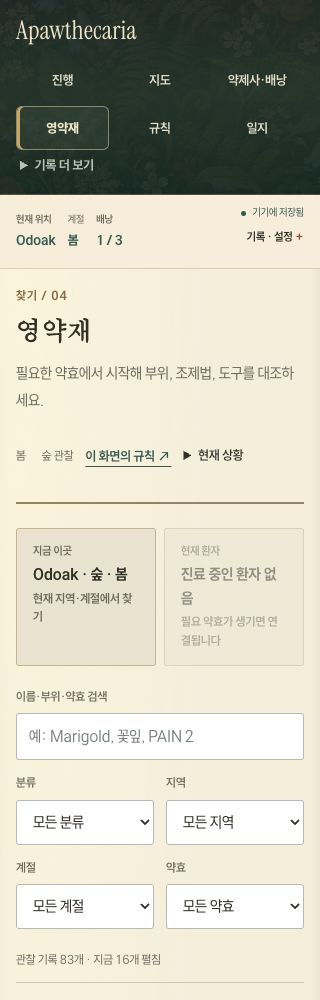 Apawthecaria
진행 지도 약제사·배낭
영약재 규칙 일지
▶ 기록 더 보기
현재 위치 계절 배낭
Odoak 봄 1 / 3
● 기기에 저장됨
기록 · 설정 +
찾기 / 04
영약재
필요한 약효에서 시작해 부위, 조제법, 도구를 대조하
세요.
봄 숲 관찰 이 화면의 규칙 ↗ ▶ 현재 상황
지금 이곳
Odoak · 숲 · 봄
현재 지역·계절에서 찾
기
현재 환자
진료 중인 환자 없
음
필요 약효가 생기면 연
결됩니다
이름·부위·약효 검색
예: Marigold, 꽃잎, PAIN 2
분류 지역
모든 분류 모든 지역
계절 약효
모든 계절 모든 약효
관찰 기록 83개 · 지금 16개 펼침